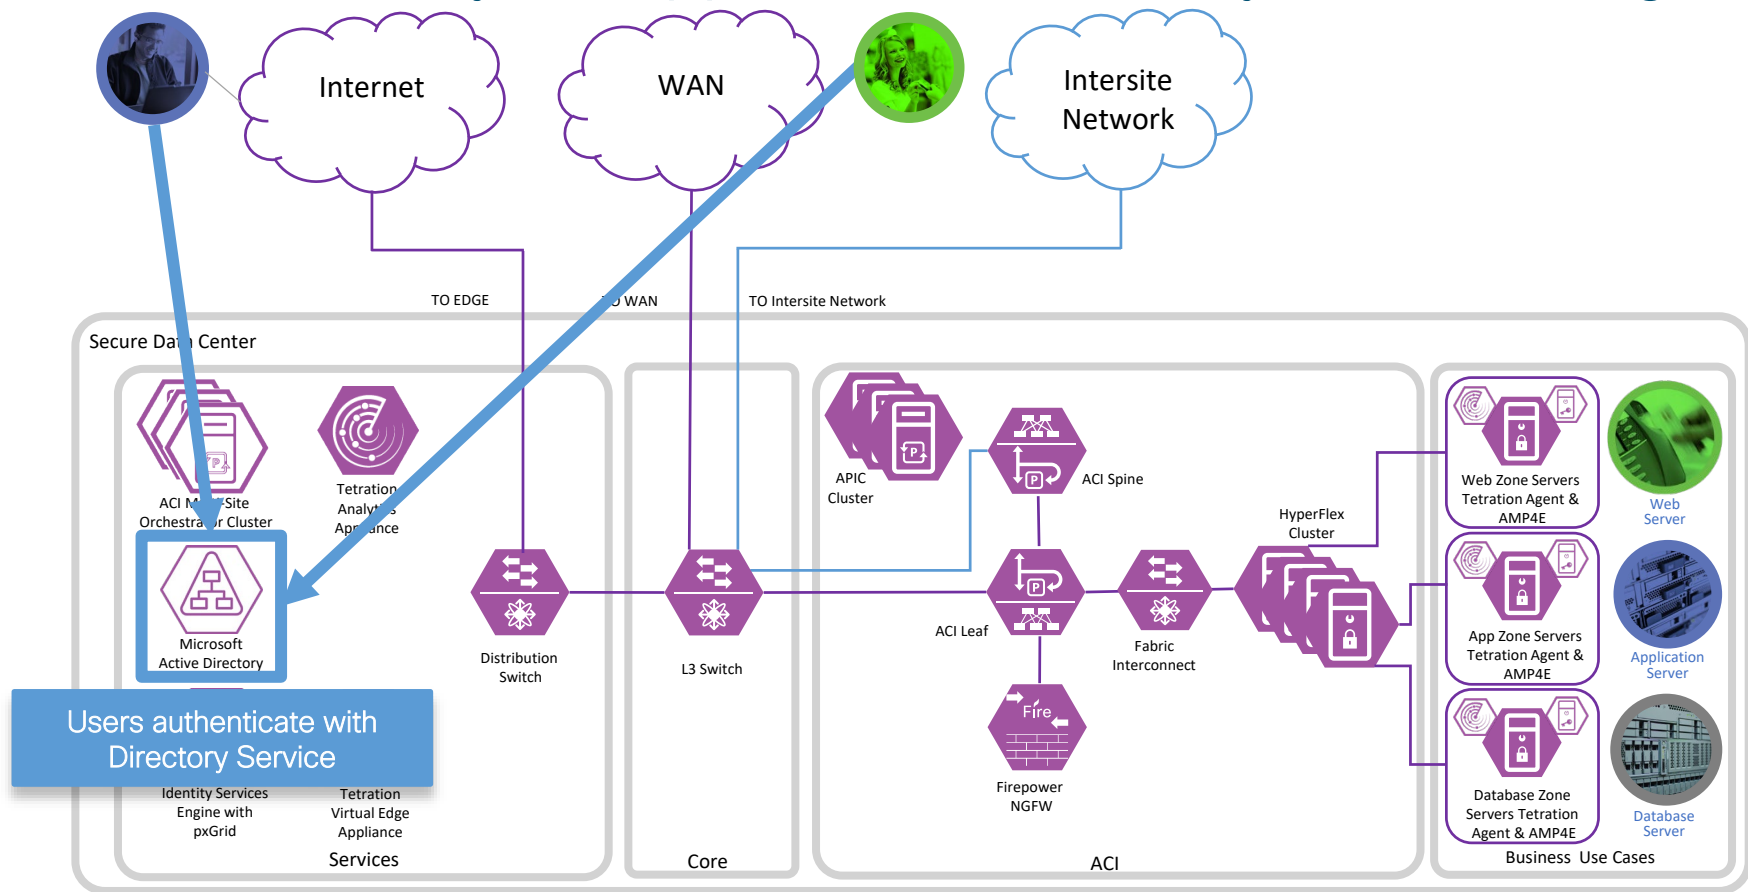 Internet
WAN
Intersite
Network
TO EDGE
TO WAN
TO Intersite Network
Secure Data Center
ACI
Site
Orchestrator Cluster
Tetration
Analytics
Appliance
Microsoft
Active Directory
Users authenticate with
Directory Service
Identity Services
Engine with
pxGrid
Tetration
Virtual Edge
Appliance
Services
Distribution
Switch
L3 Switch
Core
APIC
Cluster
P
P
ACI Spine
P
ACI Leaf
P
Fire
Firepower
NGFW
Fabric
Interconnect
HyperFlex
Cluster
ACI
Web Zone Servers
Tetration Agent &
AMP4E
Web
Server
App Zone Servers
Tetration Agent &
AMP4E
Application
Server
Database Zone
Servers Tetration
Agent & AMP4E
Database
Server
Business Use Cases